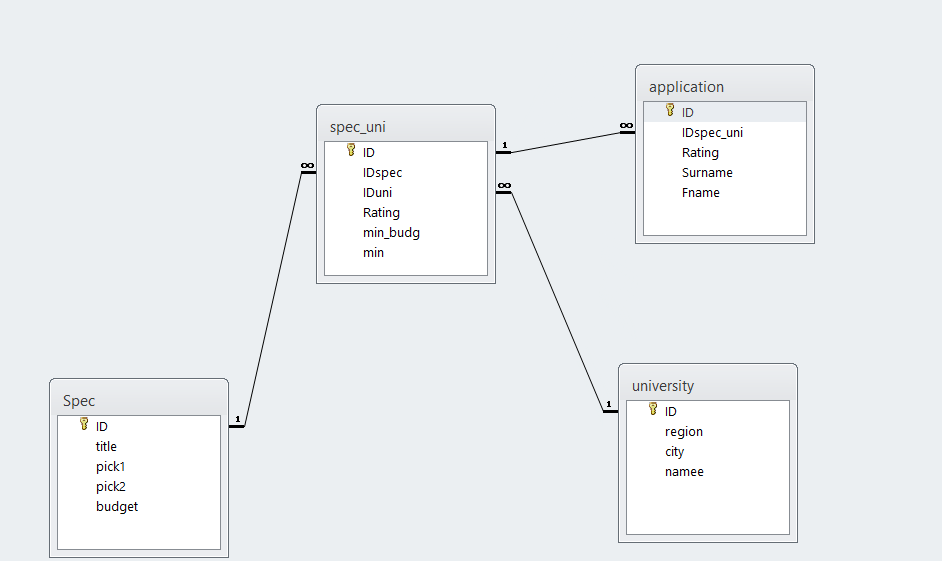 application
ID
IDspec_uni
Rating
Surname
Fname
spec_uni
ID
IDspec
IDuni
Rating
min_budg
min
1
∞
∞
∞
1
1
university
ID
region
city
namee
Spec
ID
title
pick1
pick2
budget